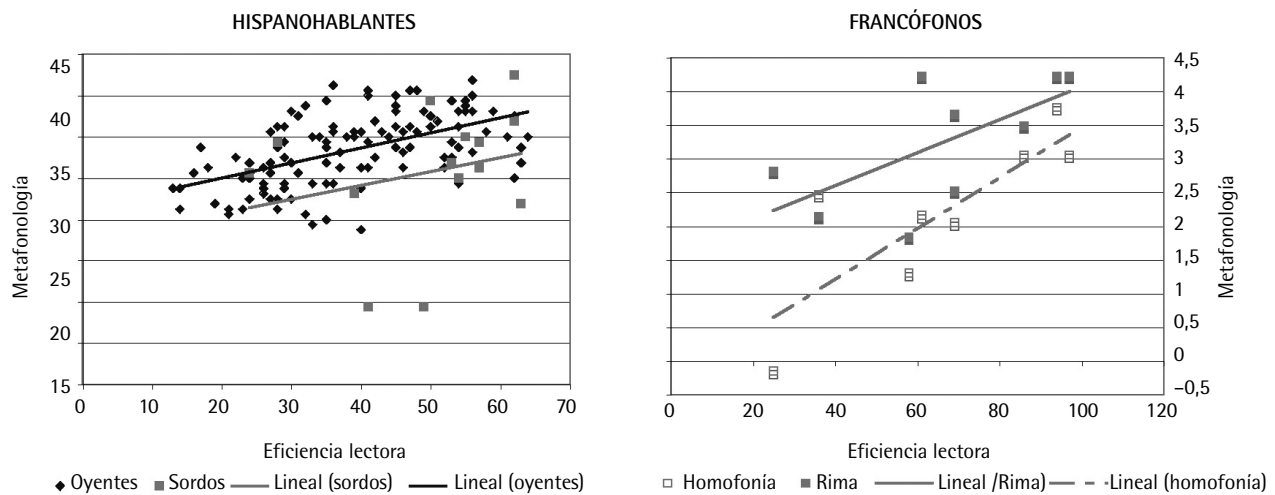 HISPANOHABLANTES
Metafonología
45
40
35
30
25
20
15
0 10 20 30 40 50 60 70
Eficiencia lectora
Oyentes Sordos Lineal (sordos) Lineal (oyentes)
FRANCÓFONOS
4,5
4
3,5
3
2,5
2
1,5
1
0,5
0
–0,5
Metafonología
0 20 40 60 80 100 120
Eficiencia lectora
Homofonía Rima Lineal /Rima) Lineal (homofonía)